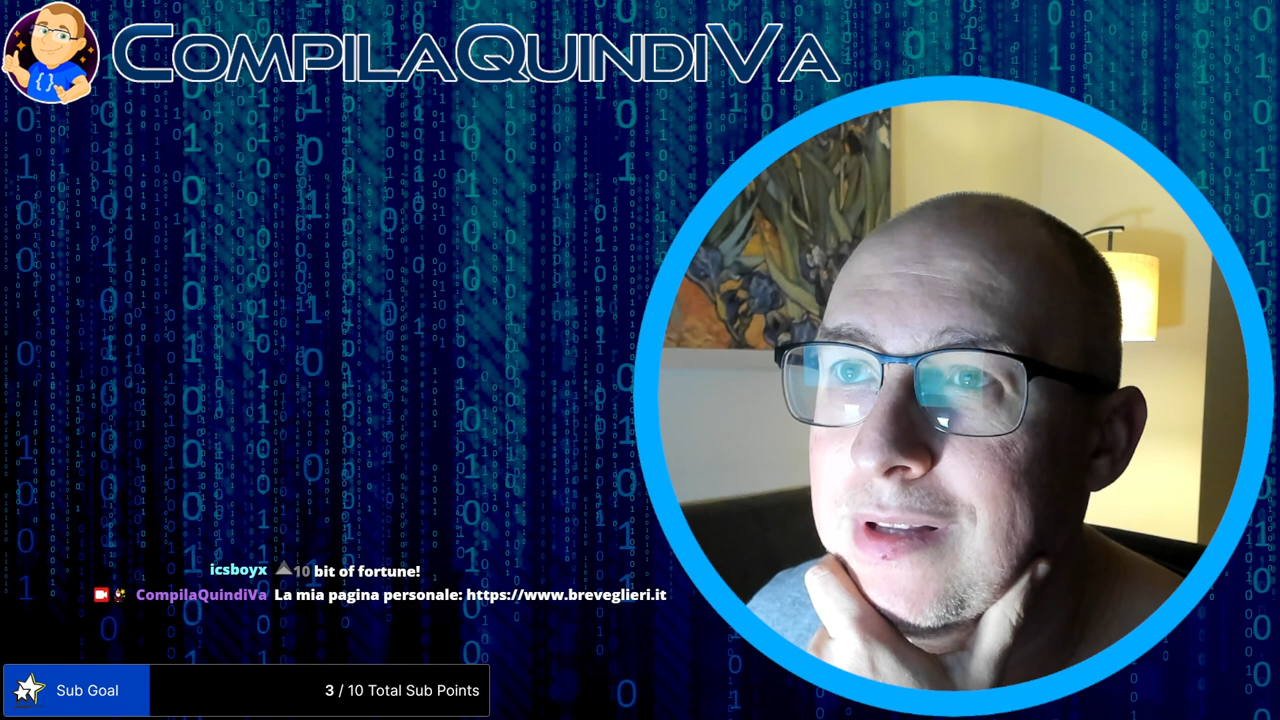 CompilaQuindiVa
icsboyx 10 bit of fortune!
CompilaQuindiVa La mia pagina personale: https://www.breveglieri.it
Sub Goal 3 / 10 Total Sub Points